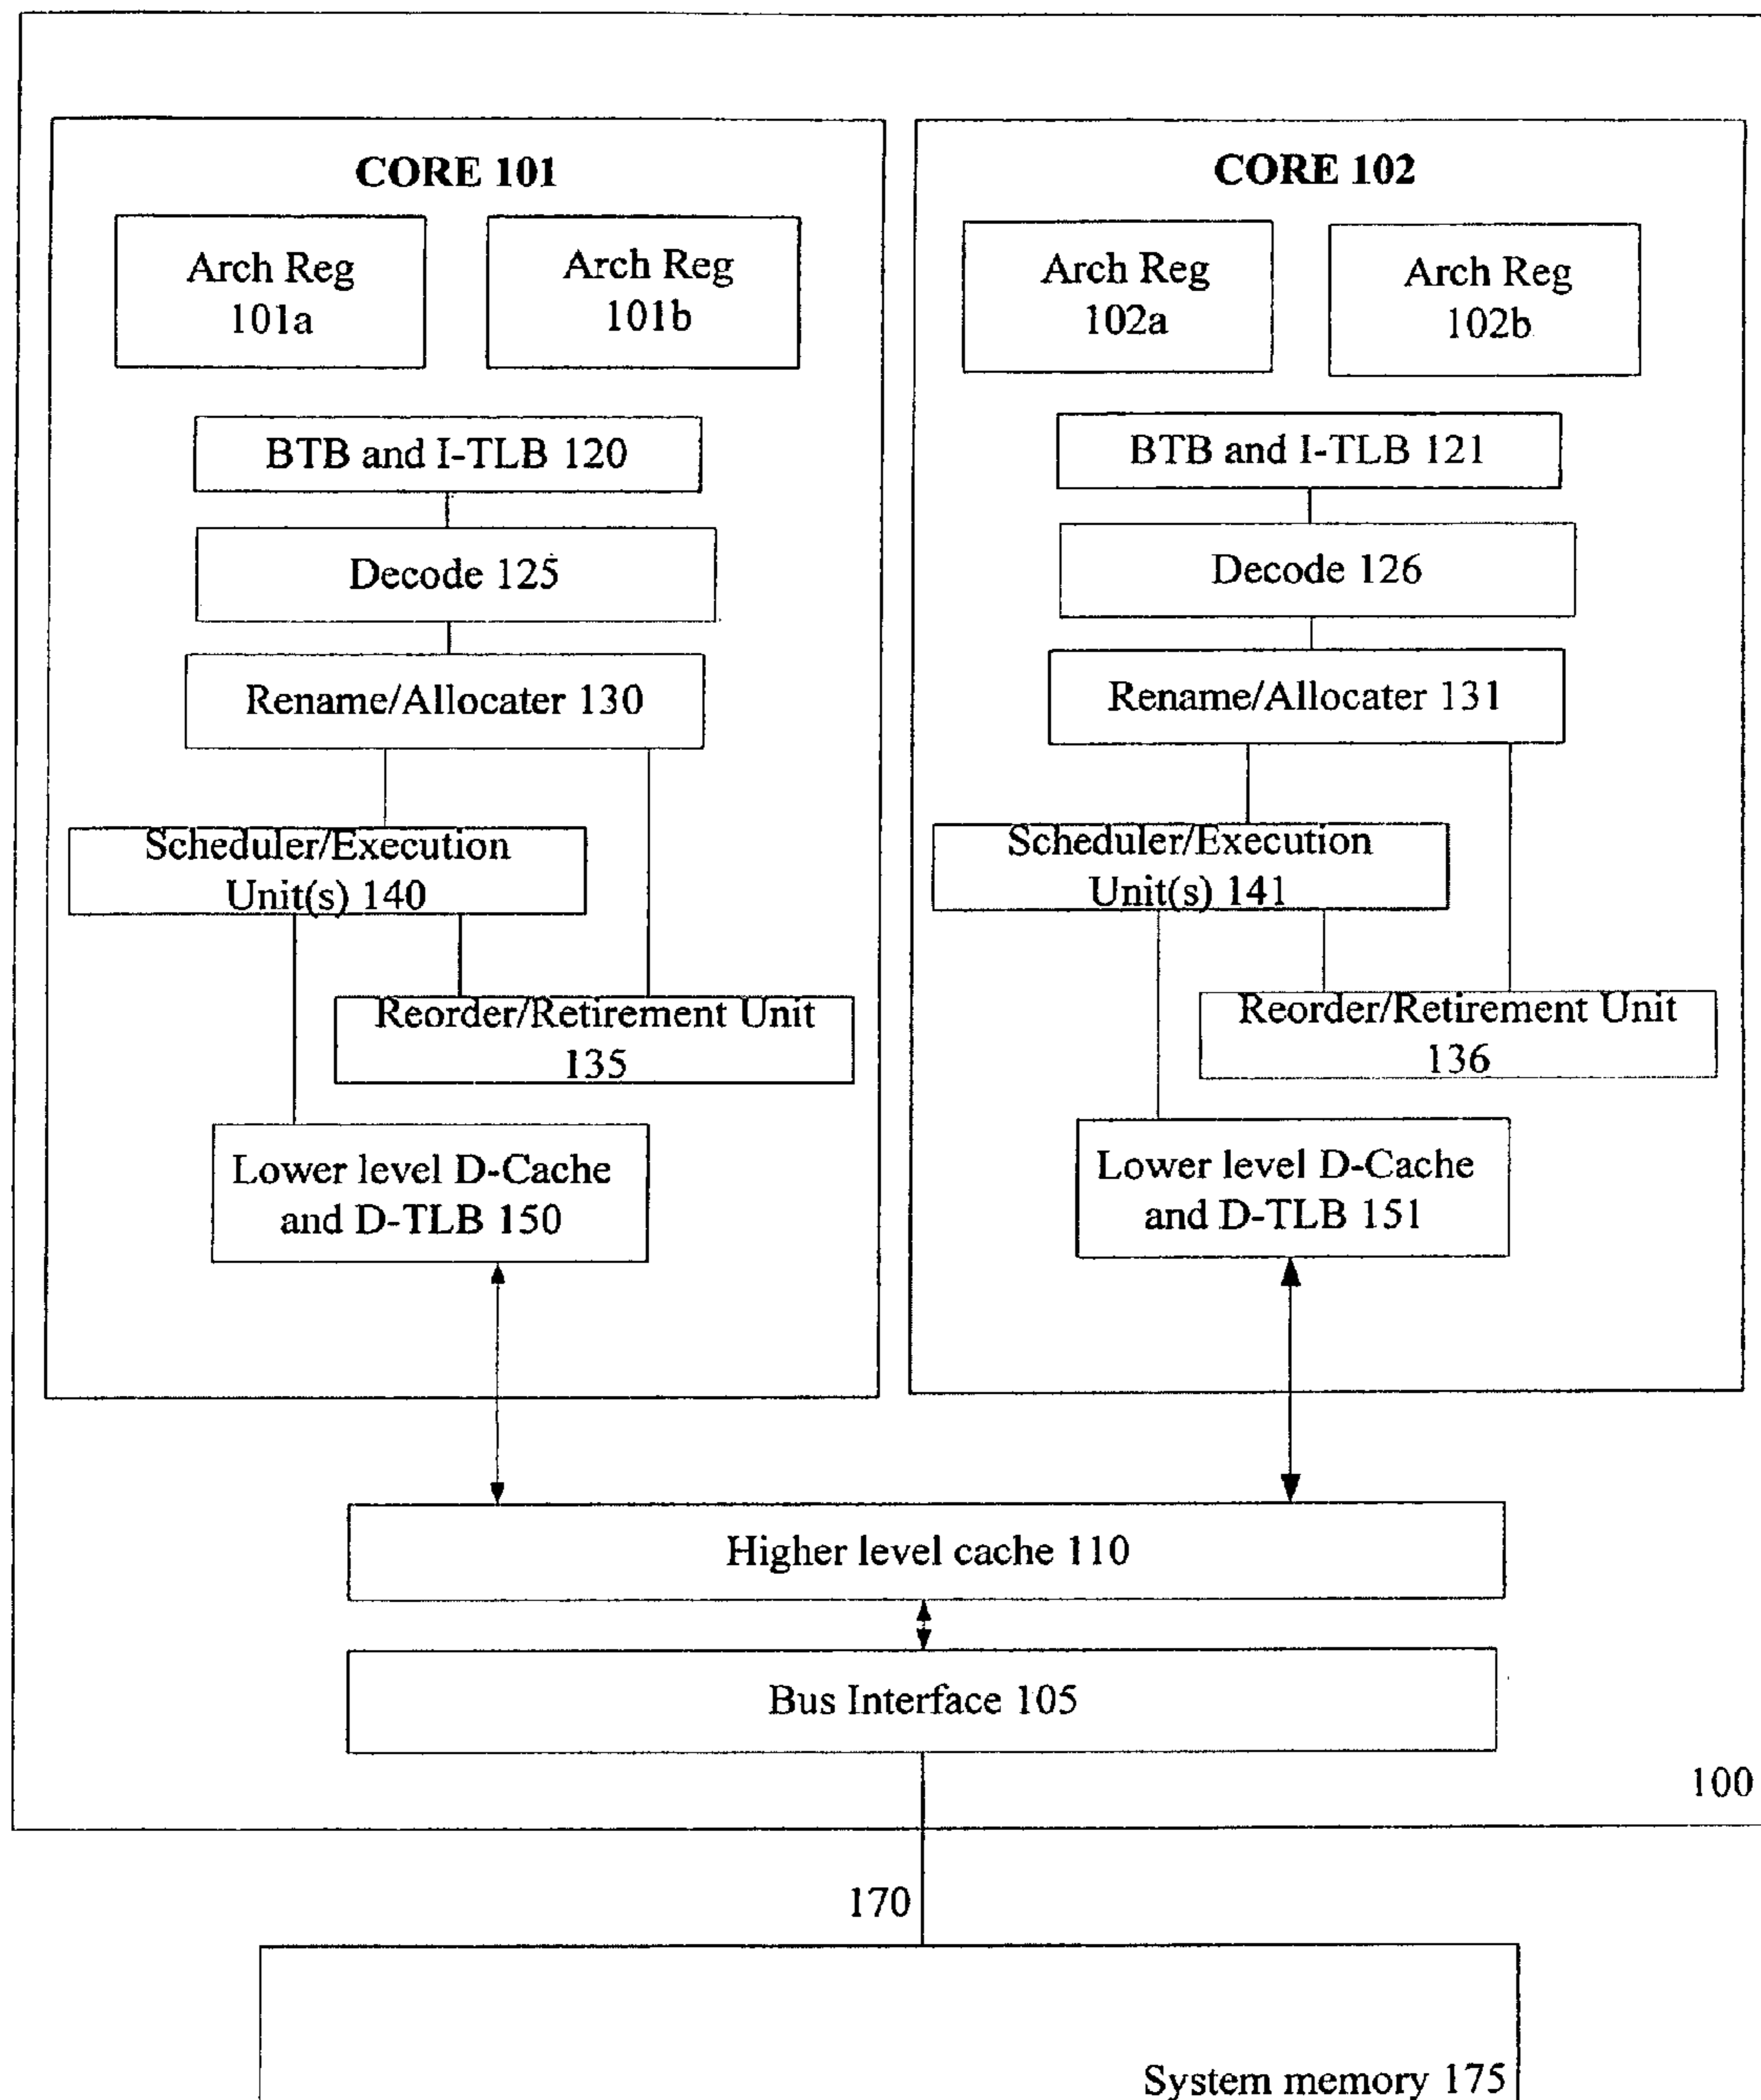 CORE 101
Arch Reg
101a
Arch Reg
101b
BTB and I-TLB 120
Decode 125
Rename/Allocater 130
Scheduler/Execution
Unit(s) 140
Reorder/Retirement Unit
135
Lower level D-Cache
and D-TLB 150
CORE 102
Arch Reg
102a
Arch Reg
102b
BTB and I-TLB 121
Decode 126
Rename/Allocater 131
Scheduler/Execution
Unit(s) 141
Reorder/Retirement Unit
136
Lower level D-Cache
and D-TLB 151
Higher level cache 110
Bus Interface 105
100
170
System memory 175